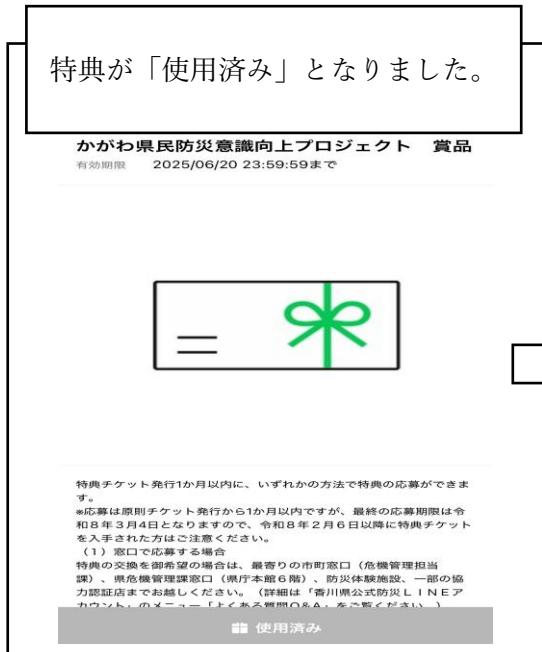 特典が「使用済み」となりました。
かがわ県民防災意識向上プロジェクト　賞品
有効期限　2025/06/20 23:59:59まで
特典チケット発行1か月以内に、いずれかの方法で特典の応募ができま
す。
※応募は原則チケット発行から1か月以内ですが、最終の応募期限は令
和8年3月4日となりますので、令和8年2月6日以降に特典チケット
を入手された方はご注意ください。
（1）窓口で応募する場合
特典の交換を御希望の場合は、最寄りの市町窓口（危機管理担当
課）、県危機管理課窓口（県庁本館6階）、防災体験施設、一部の協
力認証店までお越しください。（詳細は「香川県公式防災ＬＩＮＥア
カウント」のメニュー「よくある質問Q&A」をご覧ください。）
使用済み